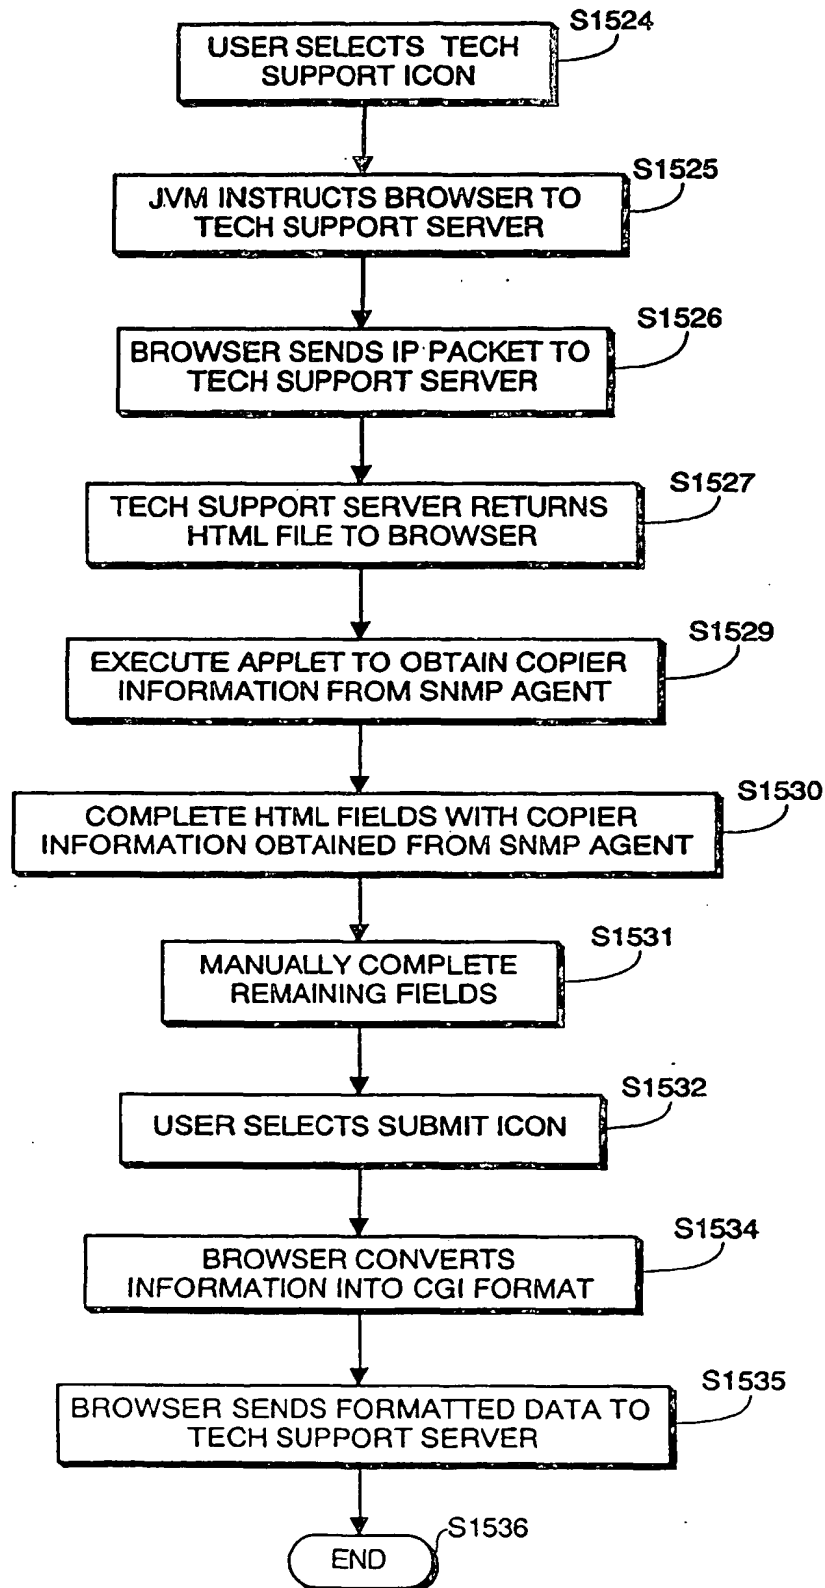 S1524
USER SELECTS TECH
SUPPORT ICON
S1525
JVM INSTRUCTS BROWSER TO
TECH SUPPORT SERVER
S1526
BROWSER SENDS IP PACKET TO
TECH SUPPORT SERVER
S1527
TECH SUPPORT SERVER RETURNS
HTML FILE TO BROWSER
S1529
EXECUTE APPLET TO OBTAIN COPIER
INFORMATION FROM SNMP AGENT
S1530
COMPLETE HTML FIELDS WITH COPIER
INFORMATION OBTAINED FROM SNMP AGENT
S1531
MANUALLY COMPLETE
REMAINING FIELDS
S1532
USER SELECTS SUBMIT ICON
S1534
BROWSER CONVERTS
INFORMATION INTO CGI FORMAT
S1535
BROWSER SENDS FORMATTED DATA TO
TECH SUPPORT SERVER
S1536
END